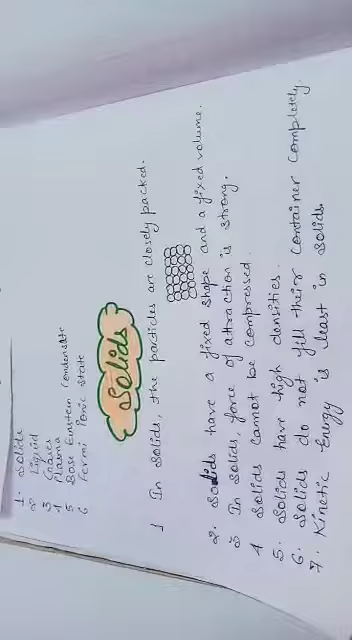 1. Solids
2 Liquid
3 Gases
4 Plasma
5 Bose Einstein Condensate
6 Fermi Ionic State
Solids
1 In solids, the particles are closely packed.
2. Solids have a fixed shape and a fixed volume.
3 In solids, force of attraction is strong.
4 Solids cannot be compressed
5. Solids have high densities.
6. Solids do not fill their container completely.
7. Kinetic Energy is least in solids